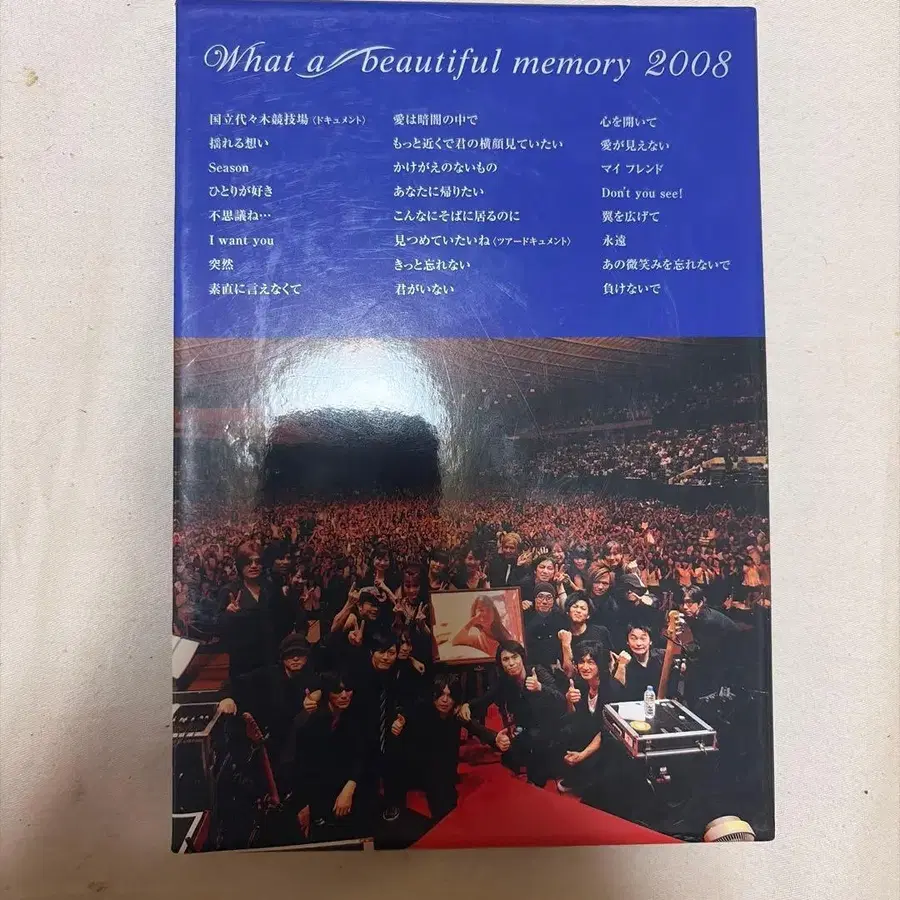 What a beautiful memory 2008
国立代々木競技場〈ドキュメント〉
揺れる想い
Season
ひとりが好き
不思議ね…
I want you
突然
素直に言えなくて
愛は暗闇の中で
もっと近くで君の横顔見ていたい
かけがえのないもの
あなたに帰りたい
こんなにそばに居るのに
見つめていたいね〈ツアードキュメント〉
きっと忘れない
君がいない
心を開いて
愛が見えない
マイ フレンド
Don't you see!
翼を広げて
永遠
あの微笑みを忘れないで
負けないで